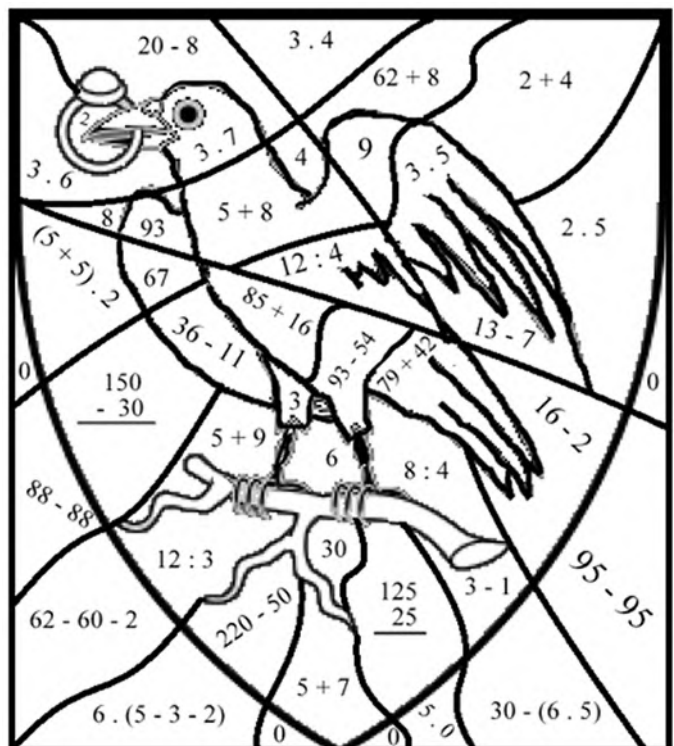 20 - 8
3 . 4
62 + 8
2 + 4
2
3 . 7
4
9
3 . 5
3 . 6
8
93
5 + 8
2 . 5
(5 + 5) . 2
67
12 : 4
85 + 16
13 - 7
36 - 11
93 - 54
79 + 42
0
0
150
- 30
3
16 - 2
5 + 9
6
8 : 4
88 - 88
12 : 3
30
125
25
3 - 1
95 - 95
62 - 60 - 2
220 - 50
5 + 7
6 . (5 - 3 - 2)
0
0
5 . 0
30 - (6 . 5)